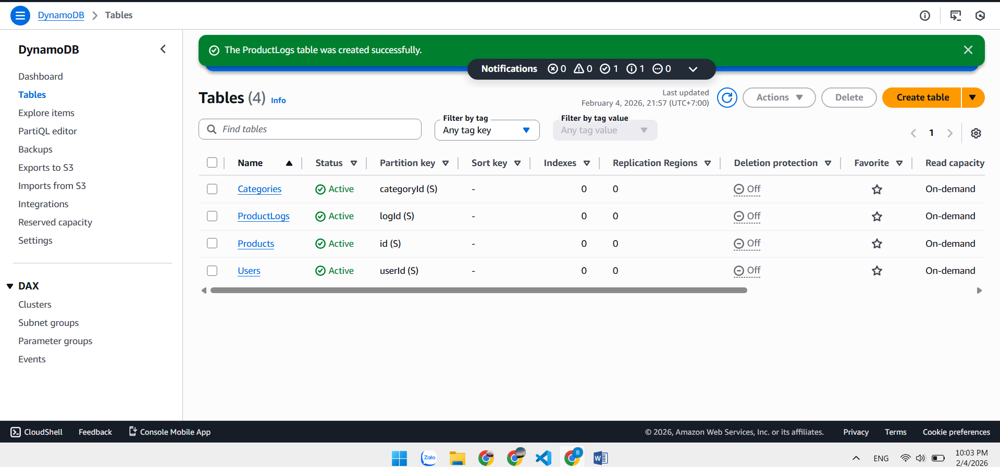 DynamoDB > Tables
DynamoDB
Dashboard
Tables
Explore items
PartiQL editor
Backups
Exports to S3
Imports from S3
Integrations
Reserved capacity
Settings
DAX
Clusters
Subnet groups
Parameter groups
Events
The ProductLogs table was created successfully.
Notifications 0 0 1 1 0
Tables (4) Info
Last updated
February 4, 2026, 21:57 (UTC+7:00)
Actions Delete Create table
Find tables
Filter by tag
Any tag key
Filter by tag value
Any tag value
1
Name Status Partition key Sort key Indexes Replication Regions Deletion protection Favorite Read capacity
Categories Active categoryId (S) - 0 0 Off On-demand
ProductLogs Active logId (S) - 0 0 Off On-demand
Products Active id (S) - 0 0 Off On-demand
Users Active userId (S) - 0 0 Off On-demand
CloudShell Feedback Console Mobile App © 2026, Amazon Web Services, Inc. or its affiliates. Privacy Terms Cookie preferences
Zalo B W ENG 10:03 PM
2/4/2026